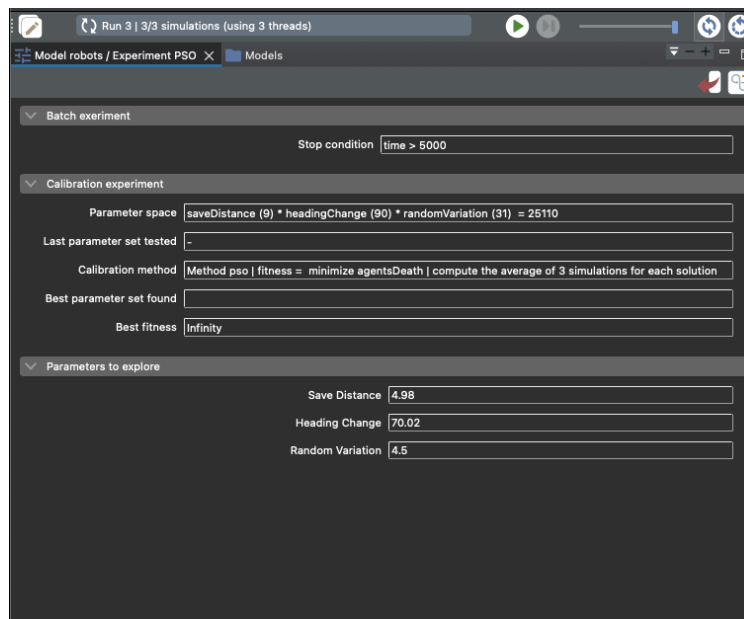 Run 3 | 3/3 simulations (using 3 threads)
Model robots / Experiment PSO
Models
Batch exeriment
Stop condition time > 5000
Calibration experiment
Parameter space saveDistance (9) * headingChange (90) * randomVariation (31) = 25110
Last parameter set tested -
Calibration method Method pso | fitness = minimize agentsDeath | compute the average of 3 simulations for each solution
Best parameter set found
Best fitness Infinity
Parameters to explore
Save Distance 4.98
Heading Change 70.02
Random Variation 4.5